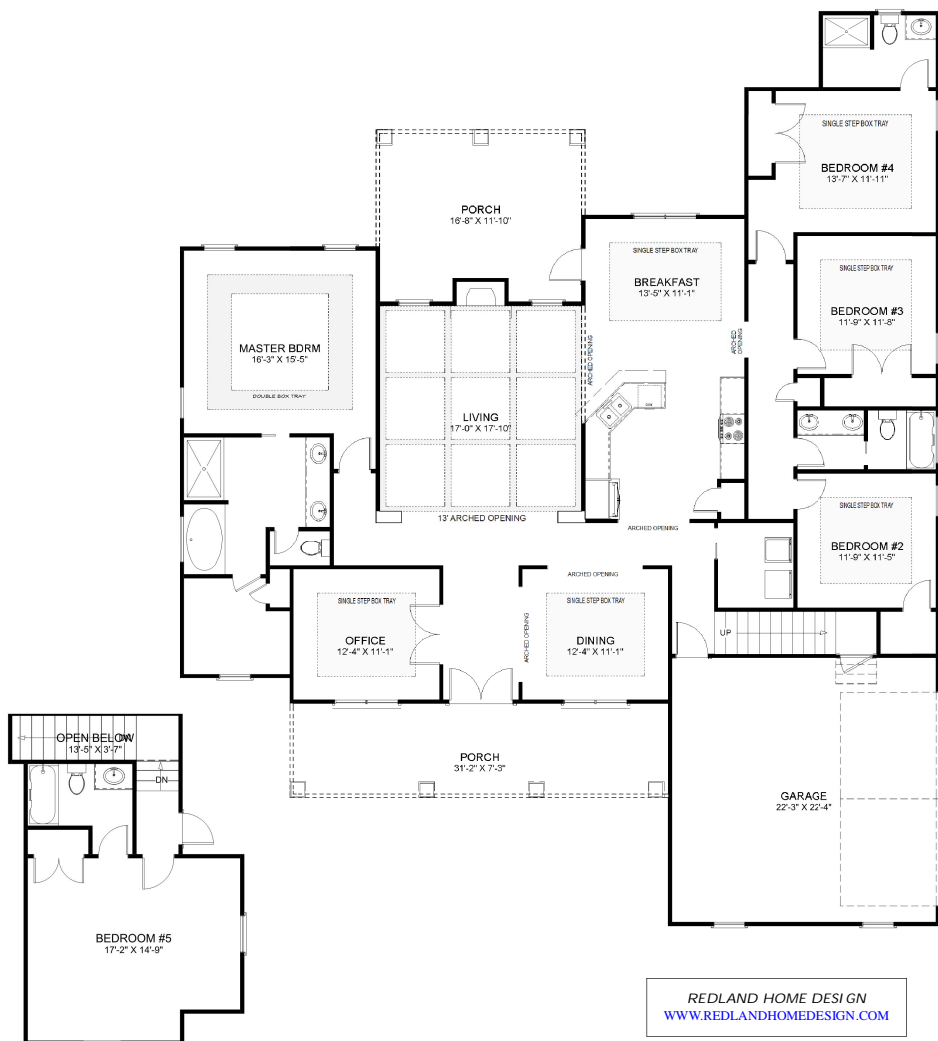 SINGLE STEP BOX TRAY
BEDROOM #4
13'-7" X 11'-11"
PORCH
16'-8" X 11'-10"
SINGLE STEP BOX TRAY
BREAKFAST
13'-5" X 11'-1"
SINGLE STEP BOX TRAY
BEDROOM #3
11'-9" X 11'-8"
MASTER BDRM
16'-3" X 15'-5"
DOUBLE BOX TRAY
ARCHED OPENING
ARCHED
OPENING
LIVING
17'-0" X 17'-10"
13' ARCHED OPENING
ARCHED OPENING
SINGLE STEP BOX TRAY
BEDROOM #2
11'-9" X 11'-5"
ARCHED OPENING
SINGLE STEP BOX TRAY
OFFICE
12'-4" X 11'-1"
ARCHED OPENING
SINGLE STEP BOX TRAY
DINING
12'-4" X 11'-1"
UP
PORCH
31'-2" X 7'-3"
GARAGE
22'-3" X 22'-4"
OPEN BELOW
DN
13'-5" X 3'-7"
DN
BEDROOM #5
17'-2" X 14'-9"
REDLAND HOME DESIGN
WWW.REDLANDHOMEDESIGN.COM